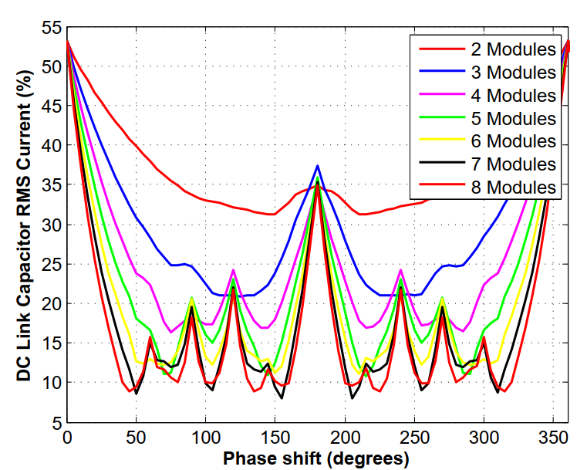 55
50
45
40
35
30
25
20
15
10
5
DC Link Capacitor RMS Current (%)
2 Modules
3 Modules
4 Modules
5 Modules
6 Modules
7 Modules
8 Modules
0 50 100 150 200 250 300 350
Phase shift (degrees)